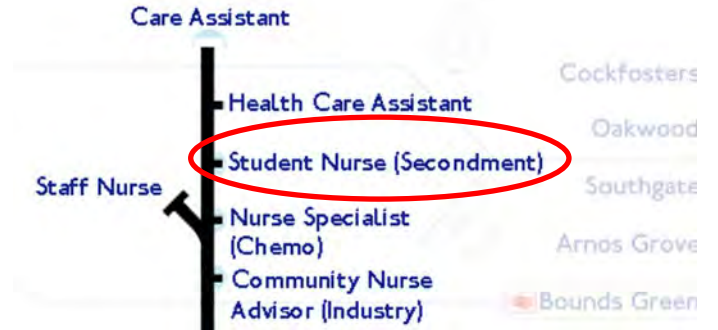 Care Assistant
Health Care Assistant
Student Nurse (Secondment)
Staff Nurse
Nurse Specialist
(Chemo)
Community Nurse
Advisor (Industry)
Cockfosters
Oakwood
Southgate
Arnos Grove
Bounds Green